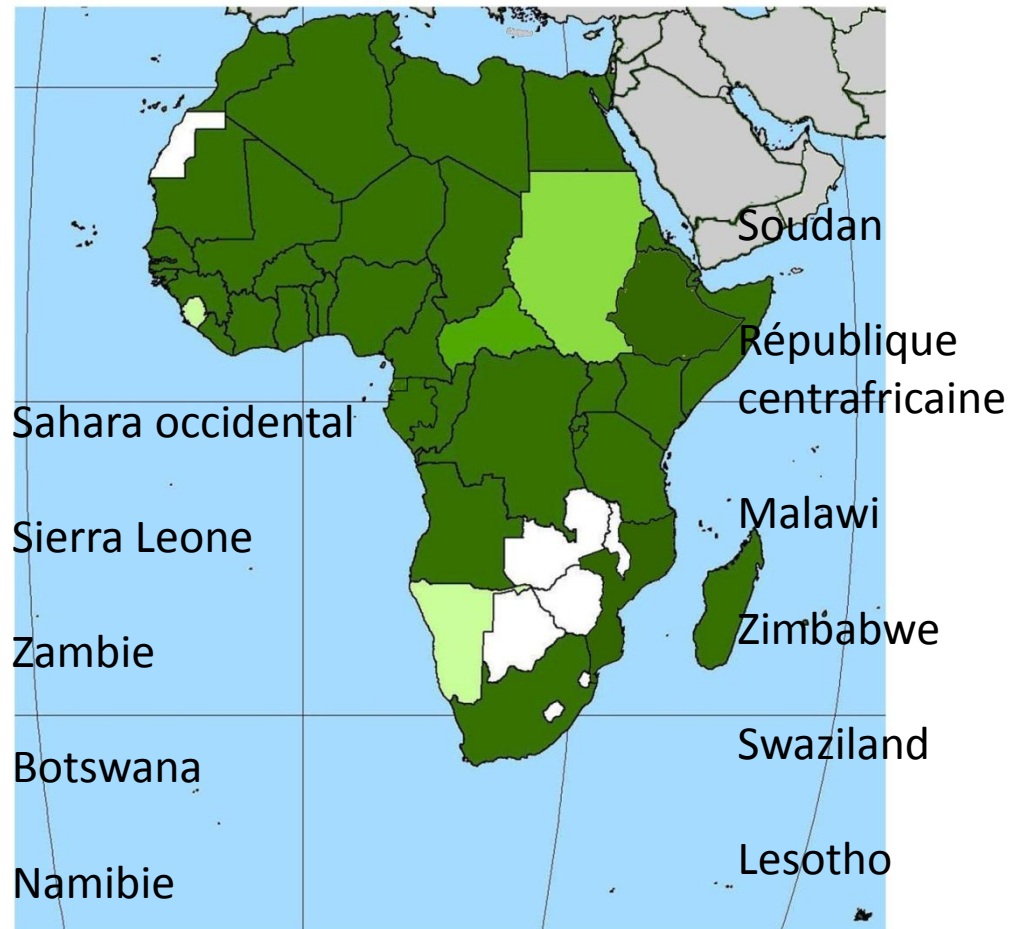 Sahara occidental
Sierra Leone
Zambie
Botswana
Namibie
Soudan
République
centrafricaine
Malawi
Zimbabwe
Swaziland
Lesotho